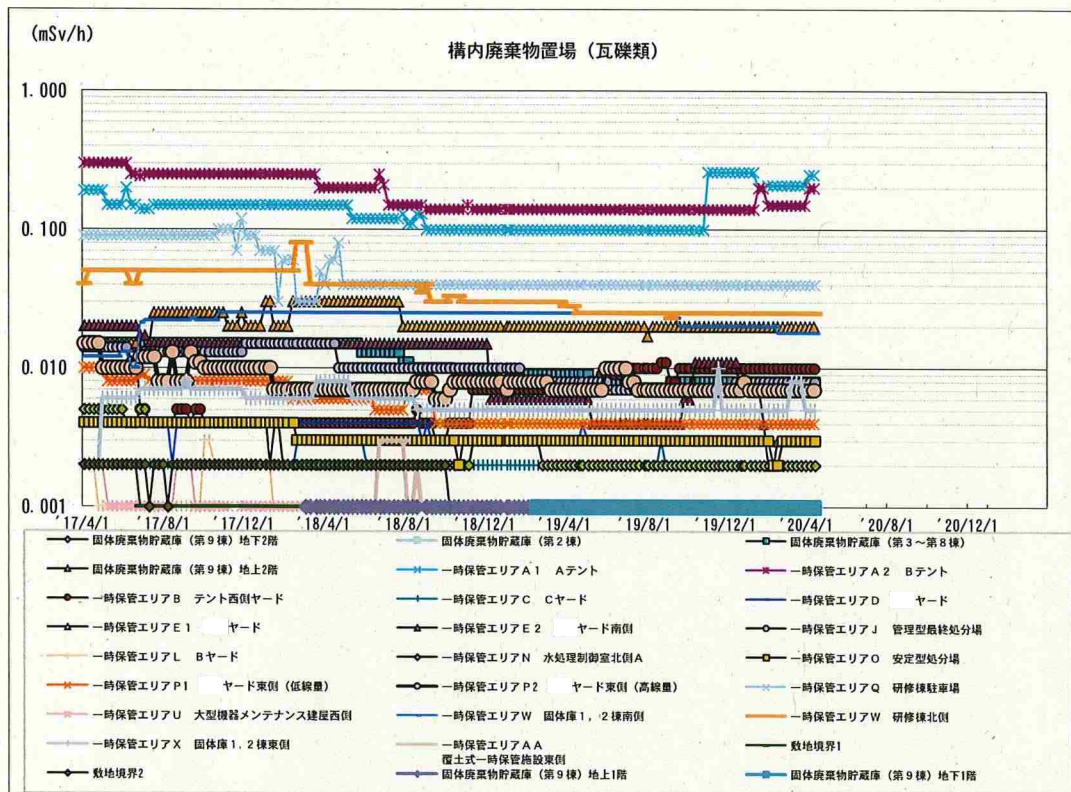 (mSv/h)
構内廃棄物置場（瓦礫類）
1.000
0.100
0.010
0.001
'17/4/1 '17/8/1 '17/12/1 '18/4/1 '18/8/1 '18/12/1 '19/4/1 '19/8/1 '19/12/1 '20/4/1 '20/8/1 '20/12/1
固体廃棄物貯蔵庫（第９棟）地下2階 固体廃棄物貯蔵庫（第２棟） 固体廃棄物貯蔵庫（第３～第８棟）
固体廃棄物貯蔵庫（第９棟）地上2階 一時保管エリアＡ１ Ａテント 一時保管エリアＡ２ Ｂテント
一時保管エリアＢ テント西側ヤード 一時保管エリアＣ Ｃヤード 一時保管エリアＤ ヤード
一時保管エリアＥ１ ヤード 一時保管エリアＥ２ ヤード南側 一時保管エリアＪ 管理型最終処分場
一時保管エリアＬ Ｂヤード 一時保管エリアＮ 水処理制御室北側A 一時保管エリアＯ 安定型処分場
一時保管エリアＰ1 ヤード東側（低線量） 一時保管エリアＰ２ ヤード東側（高線量） 一時保管エリアＱ 研修棟駐車場
一時保管エリアＵ 大型機器メンテナンス建屋西側 一時保管エリアＷ 固体庫１，２棟南側 一時保管エリアＷ 研修棟北側
一時保管エリアＸ 固体庫１，２棟東側 一時保管エリアＡＡ 敷地境界1
覆土式一時保管施設東側
敷地境界2 固体廃棄物貯蔵庫（第９棟）地上1階 固体廃棄物貯蔵庫（第９棟）地下1階